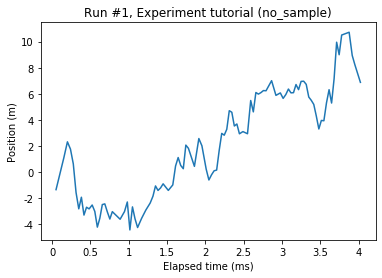 Run #1, Experiment tutorial (no_sample)
Position (m)
10
8
6
4
2
0
-2
-4
0 0.5 1 1.5 2 2.5 3 3.5 4
Elapsed time (ms)